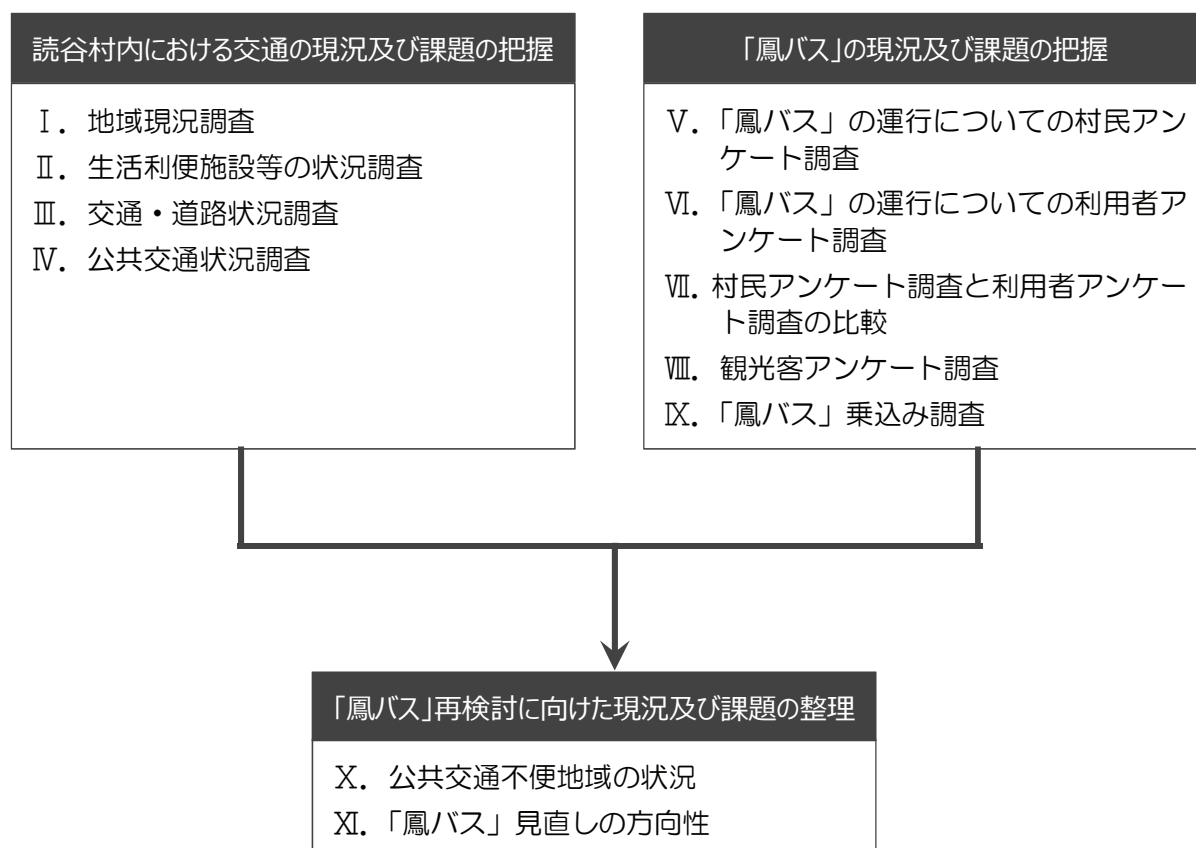 読谷村内における交通の現況及び課題の把握
Ⅰ．地域現況調査
Ⅱ．生活利便施設等の状況調査
Ⅲ．交通・道路状況調査
Ⅳ．公共交通状況調査
「鳳バス」の現況及び課題の把握
Ⅴ．「鳳バス」の運行についての村民アン
ケート調査
Ⅵ．「鳳バス」の運行についての利用者ア
ンケート調査
Ⅶ．村民アンケート調査と利用者アンケー
ト調査の比較
Ⅷ．観光客アンケート調査
Ⅸ．「鳳バス」乗込み調査
「鳳バス」再検討に向けた現況及び課題の整理
Ⅹ．公共交通不便地域の状況
Ⅺ．「鳳バス」見直しの方向性